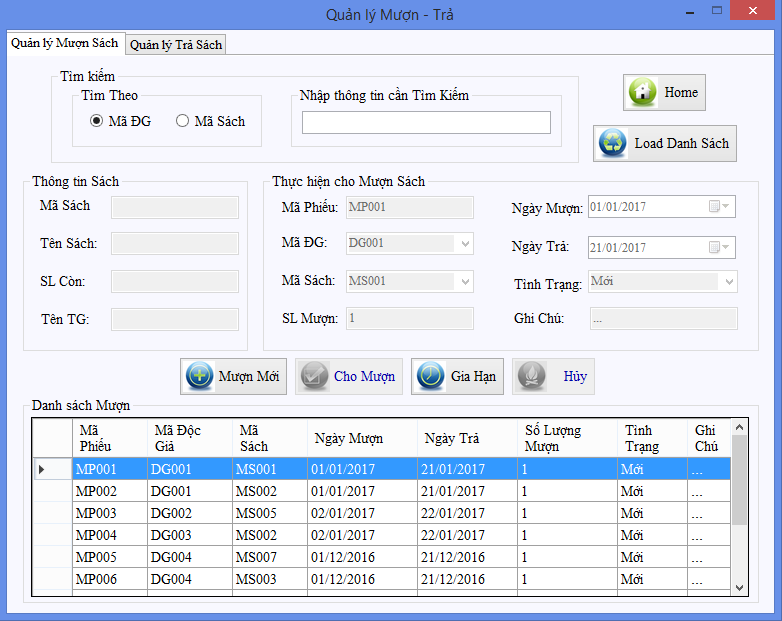 Quản lý Mượn - Trả
Quản lý Mượn Sách Quản lý Trả Sách
Tìm kiếm
Tìm Theo
Mã ĐG Mã Sách
Nhập thông tin cần Tìm Kiếm
Home
Load Danh Sách
Thông tin Sách
Mã Sách
Tên Sách:
SL Còn:
Tên TG:
Thực hiện cho Mượn Sách
Mã Phiếu: MP001
Mã ĐG: DG001
Mã Sách: MS001
SL Mượn: 1
Ngày Mượn: 01/01/2017
Ngày Trả: 21/01/2017
Tình Trạng: Mới
Ghi Chú: ...
Mượn Mới Cho Mượn Gia Hạn Hủy
Danh sách Mượn
Mã Phiếu Mã Độc Giả Mã Sách Ngày Mượn Ngày Trả Số Lượng Mượn Tình Trạng Ghi Chú
MP001 DG001 MS001 01/01/2017 21/01/2017 1 Mới ...
MP002 DG001 MS002 01/01/2017 21/01/2017 1 Mới ...
MP003 DG002 MS005 02/01/2017 22/01/2017 1 Mới ...
MP004 DG003 MS002 02/01/2017 22/01/2017 1 Mới ...
MP005 DG004 MS007 01/12/2016 21/12/2016 1 Mới ...
MP006 DG004 MS003 01/12/2016 21/12/2016 1 Mới ...